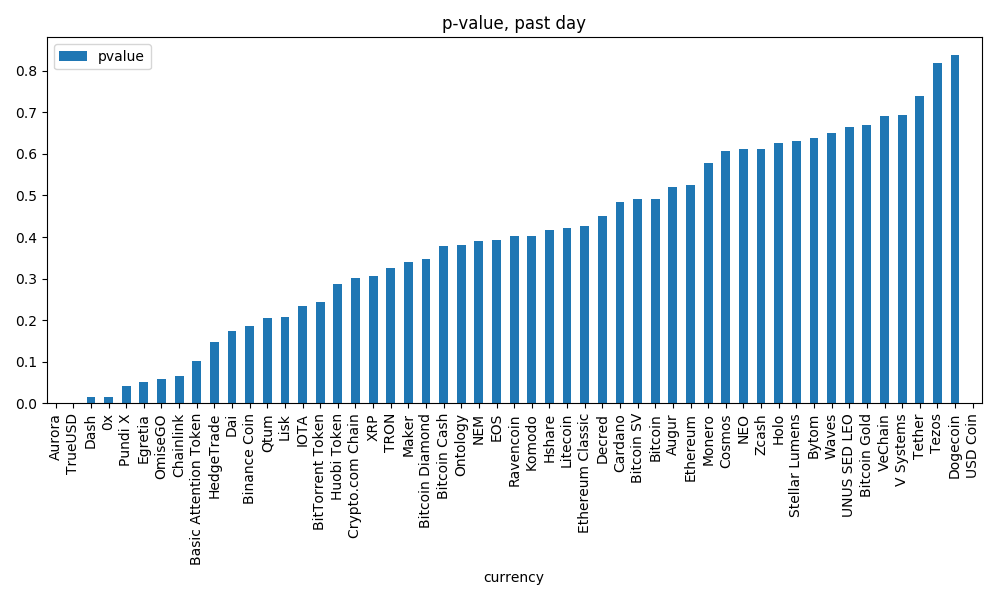 p-value, past day
pvalue
0.8
0.7
0.6
0.5
0.4
0.3
0.2
0.1
0.0
Aurora
TrueUSD
Dash
0x
Pundi X
Egretia
OmiseGO
Chainlink
Basic Attention Token
HedgeTrade
Dai
Binance Coin
Qtum
Lisk
IOTA
BitTorrent Token
Huobi Token
Crypto.com Chain
XRP
TRON
Maker
Bitcoin Diamond
Bitcoin Cash
Ontology
NEM
EOS
Ravencoin
Komodo
Hshare
Litecoin
Ethereum Classic
Decred
Cardano
Bitcoin SV
Bitcoin
Augur
Ethereum
Monero
Cosmos
NEO
Zcash
Holo
Stellar Lumens
Bytom
Waves
UNUS SED LEO
Bitcoin Gold
VeChain
V Systems
Tether
Tezos
Dogecoin
USD Coin
currency